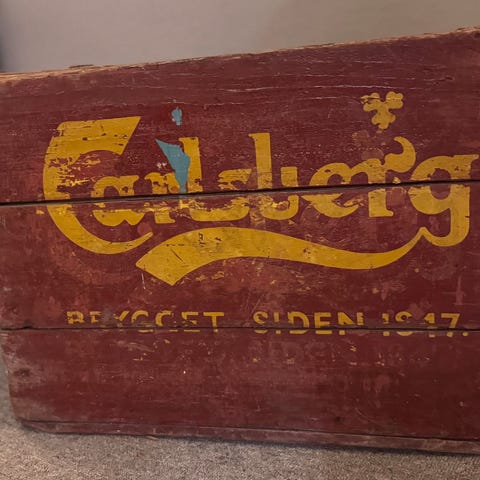 Carlsberg
BRYGGET SIDEN 1847.